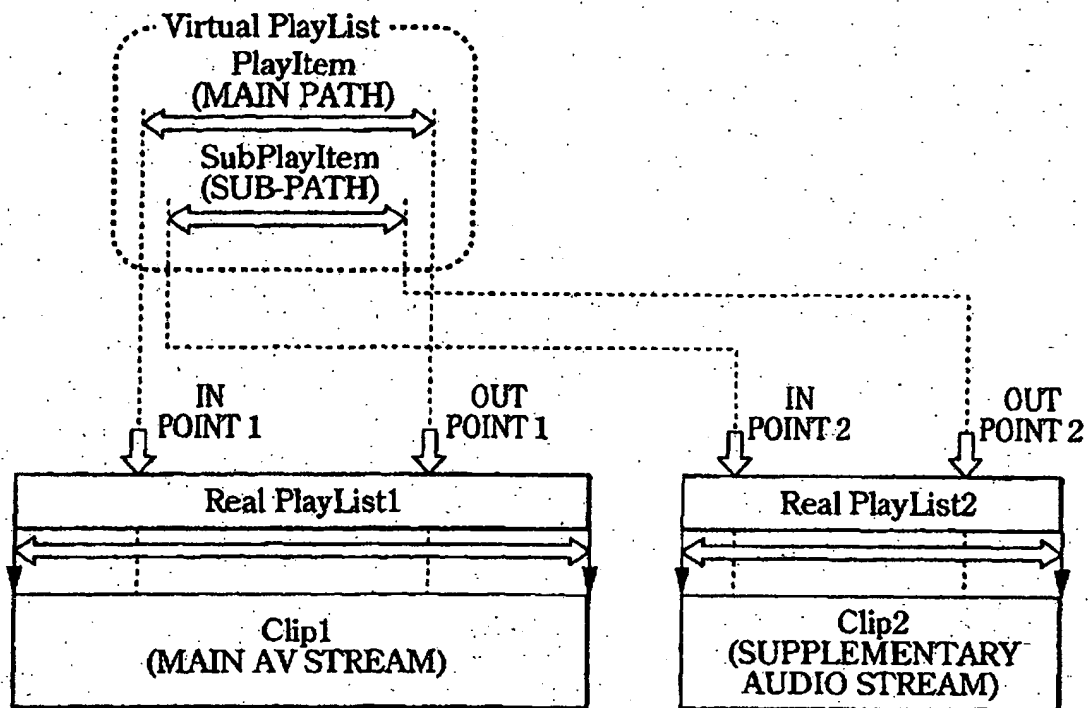 Virtual PlayList
PlayItem
(MAIN PATH)
SubPlayItem
(SUB-PATH)
IN
POINT 1
OUT
POINT 1
IN
POINT 2
OUT
POINT 2
Real PlayList1
Real PlayList2
Clip1
(MAIN AV STREAM)
Clip2
(SUPPLEMENTARY
AUDIO STREAM)